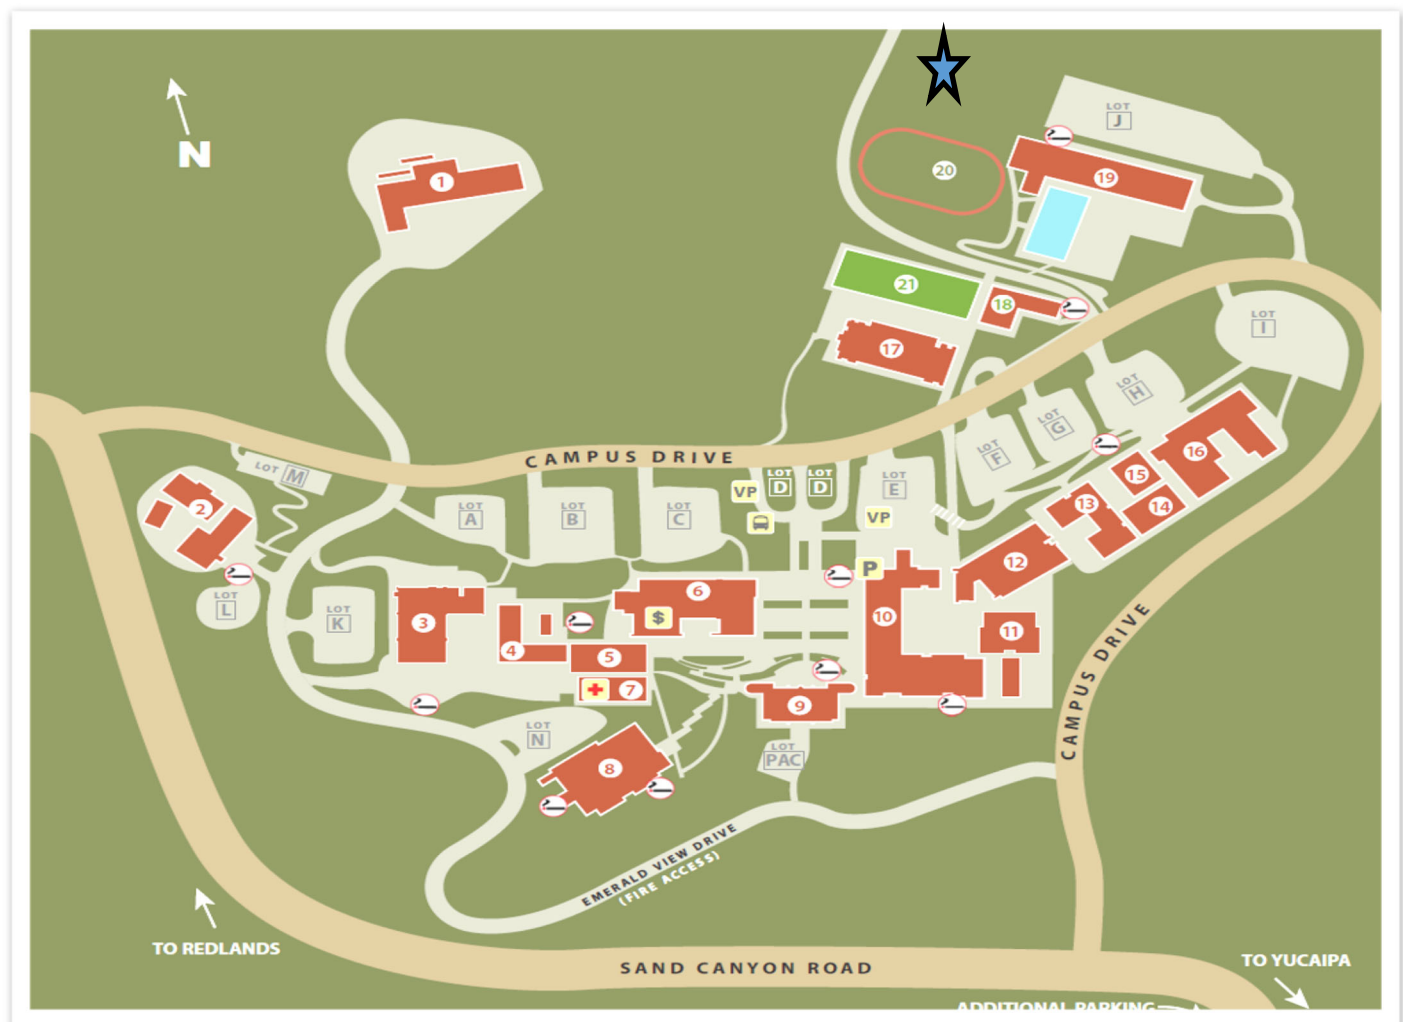 N
1
20
LOT
J
19
21
18
17
LOT
I
LOT
H
LOT
G
LOT
F
16
15
14
13
12
CAMPUS DRIVE
LOT M
2
LOT
A
LOT
B
LOT
C
VP
LOT
D
LOT
D
LOT
E
VP
P
LOT
L
LOT
K
3
4
5
6
$
7
8
9
10
11
LOT
N
LOT
PAC
CAMPUS DRIVE
EMERALD VIEW DRIVE
(FIRE ACCESS)
TO REDLANDS
SAND CANYON ROAD
TO YUCAIPA
ADDITIONAL PARKING